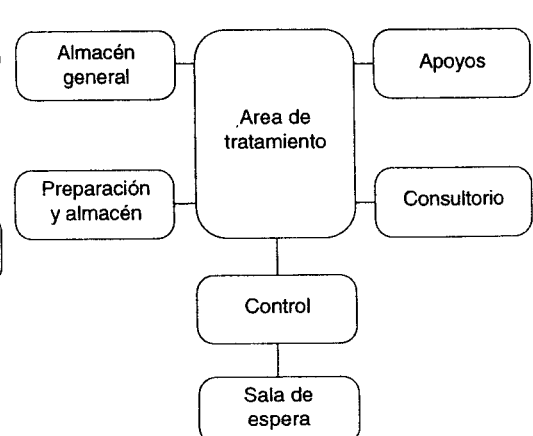 Almacén
general
Apoyos
Area de
tratamiento
Preparación
y almacén
Consultorio
Control
Sala de
espera